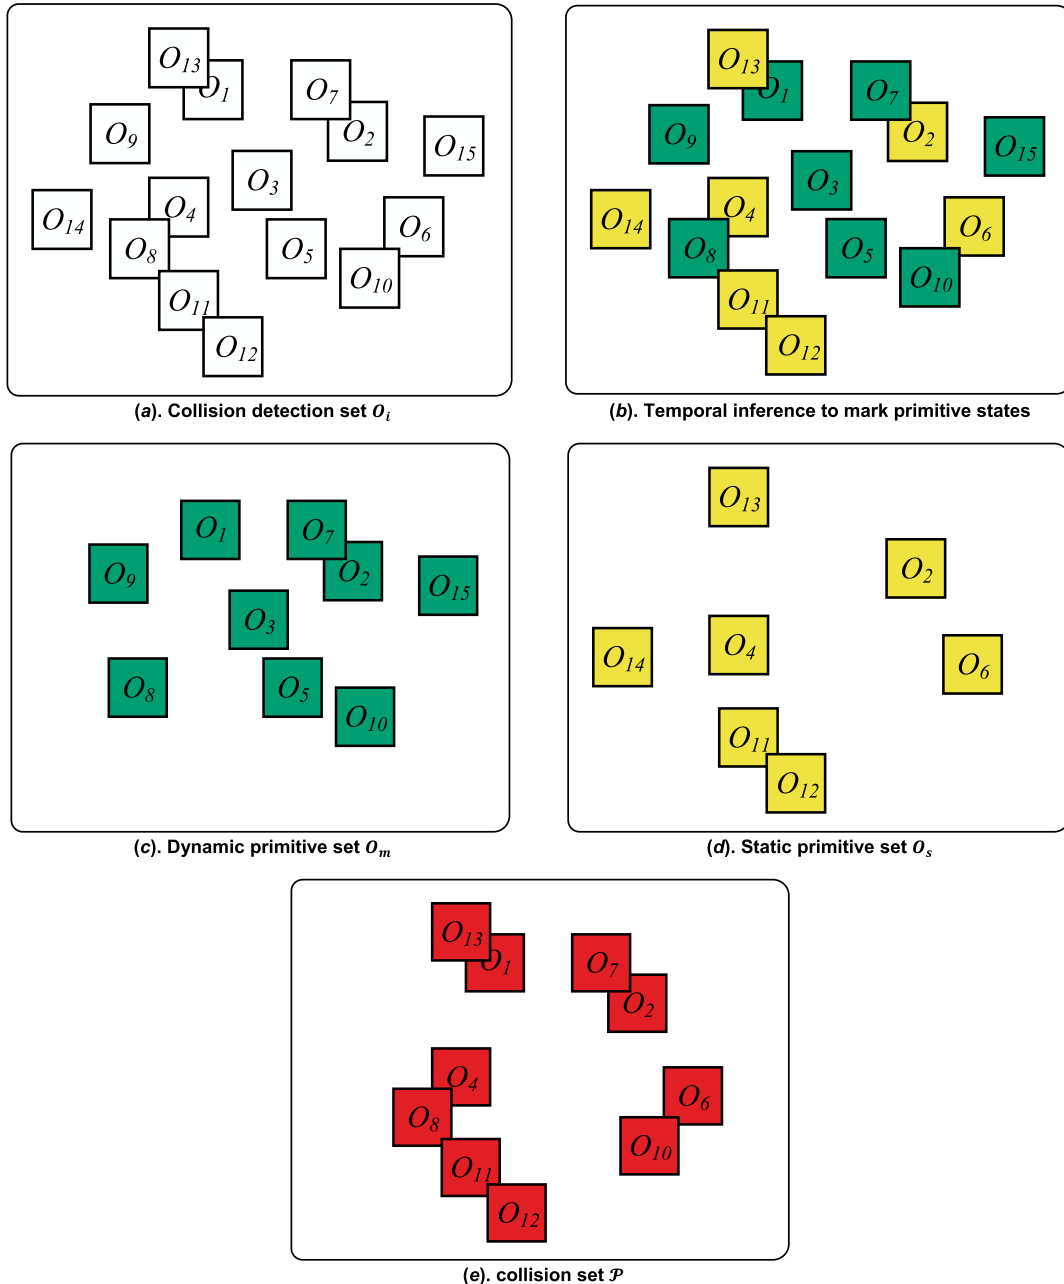 O13
O1
O7
O2
O9
O15
O3
O4
O14
O6
O8
O5
O10
O11
O12
(a). Collision detection set Oi
O13
O1
O7
O2
O9
O15
O3
O4
O14
O6
O8
O5
O10
O11
O12
(b). Temporal inference to mark primitive states
O1
O7
O9
O2
O15
O3
O8
O5
O10
(c). Dynamic primitive set Om
O13
O2
O4
O14
O6
O11
O12
(d). Static primitive set Os
O13
O1
O7
O2
O4
O6
O8
O10
O11
O12
(e). collision set 𝒫